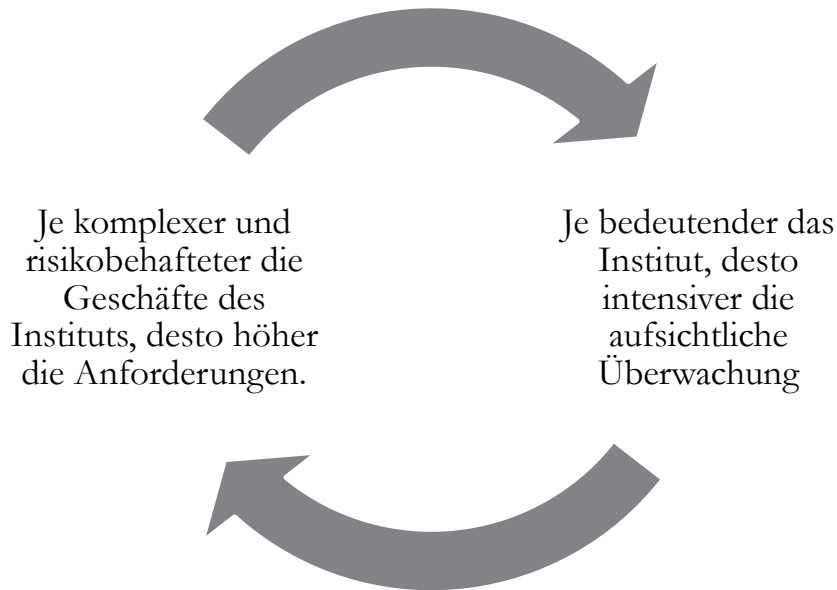 Je komplexer und
risikobehafteter die
Geschäfte des
Instituts, desto höher
die Anforderungen.
Je bedeutender das
Institut, desto
intensiver die
aufsichtliche
Überwachung